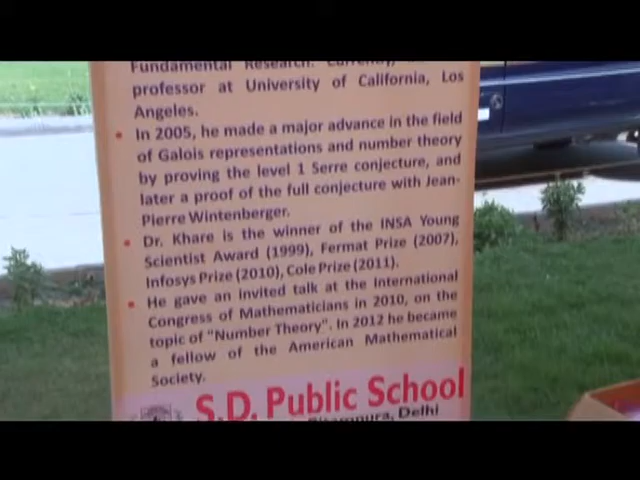 Fundamental Research. Currently,
professor at University of California, Los
Angeles.
• In 2005, he made a major advance in the field
of Galois representations and number theory
by proving the level 1 Serre conjecture, and
later a proof of the full conjecture with Jean-
Pierre Wintenberger.
• Dr. Khare is the winner of the INSA Young
Scientist Award (1999), Fermat Prize (2007),
Infosys Prize (2010), Cole Prize (2011).
• He gave an invited talk at the International
Congress of Mathematicians in 2010, on the
topic of "Number Theory". In 2012 he became
a fellow of the American Mathematical
Society.
S.D. Public School
Pitampura, Delhi